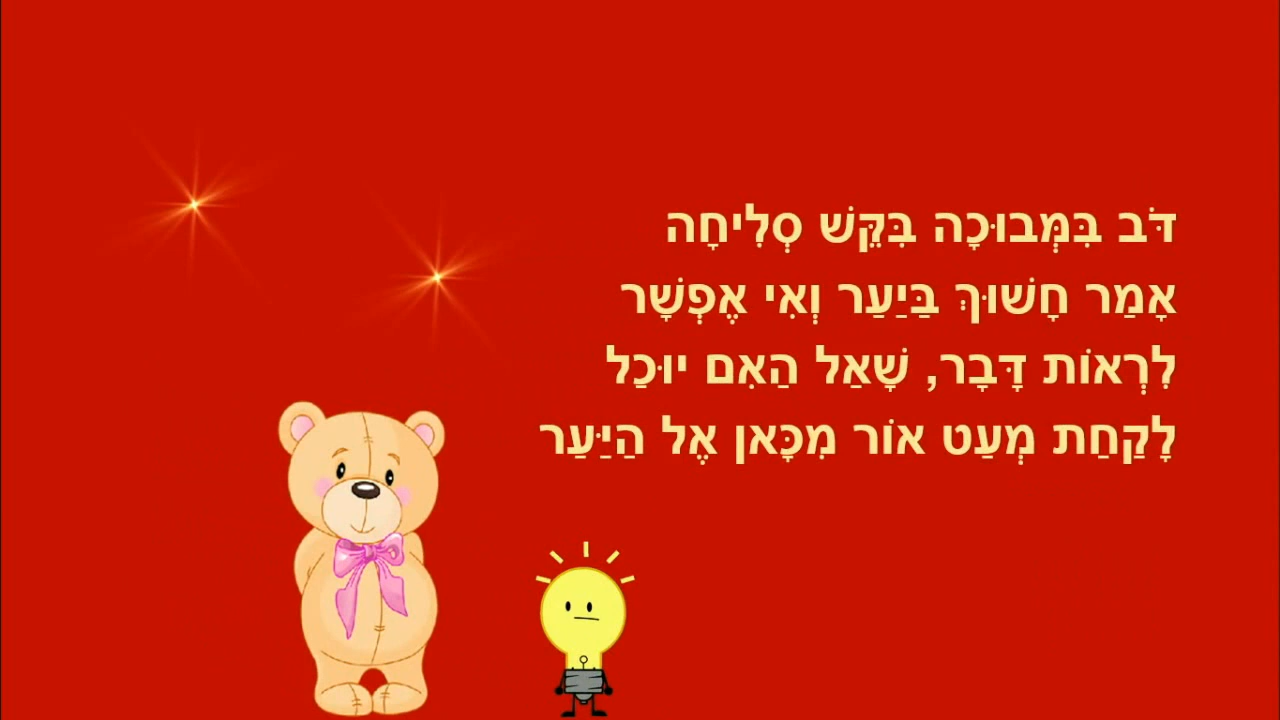 דֹּב בִּמְּבוּכָה בִּקֵּשׁ סְלִיחָה
אָמַר חָשׁוּךְ בַּיַעַר וְאִי אֶפְשָׁר
לִרְאוֹת דָּבָר, שָׁאַל הַאִם יוּכַל
לָקַחַת מְעַט אוֹר מִכָּאן אֶל הַיַּעַר